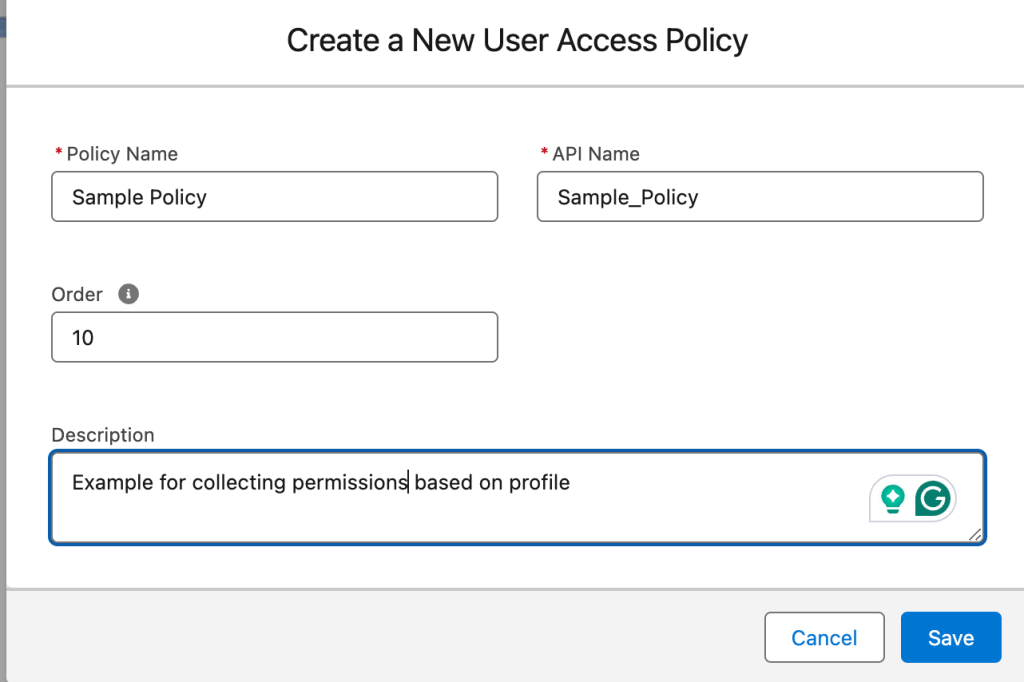 Create a New User Access Policy
* Policy Name
* API Name
Sample Policy
Sample_Policy
Order
10
Description
Example for collecting permissions based on profile
Cancel
Save